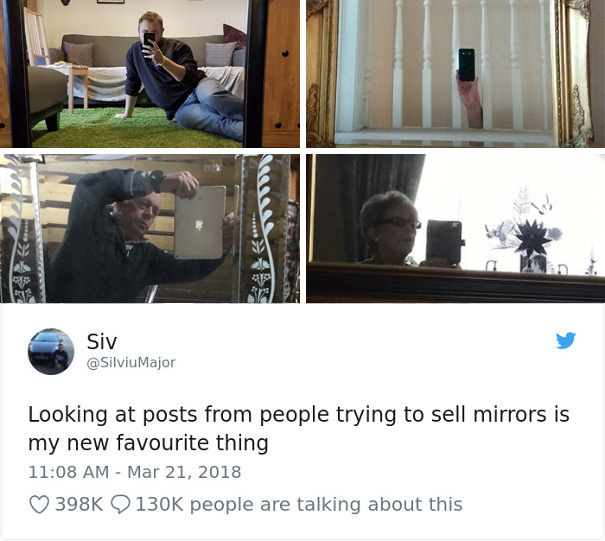 Siv
@SilviuMajor
Looking at posts from people trying to sell mirrors is
my new favourite thing
11:08 AM - Mar 21, 2018
398K 130K people are talking about this